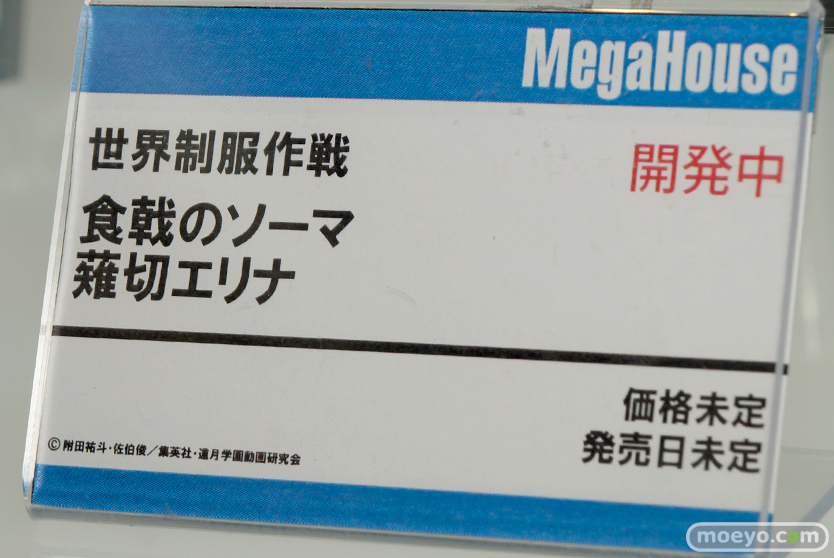 MegaHouse
世界制服作戦
開発中
食戟のソーマ
薙切エリナ
価格未定
発売日未定
©附田祐斗・佐伯俊／集英社・遠月学園動画研究会
moeyo.com